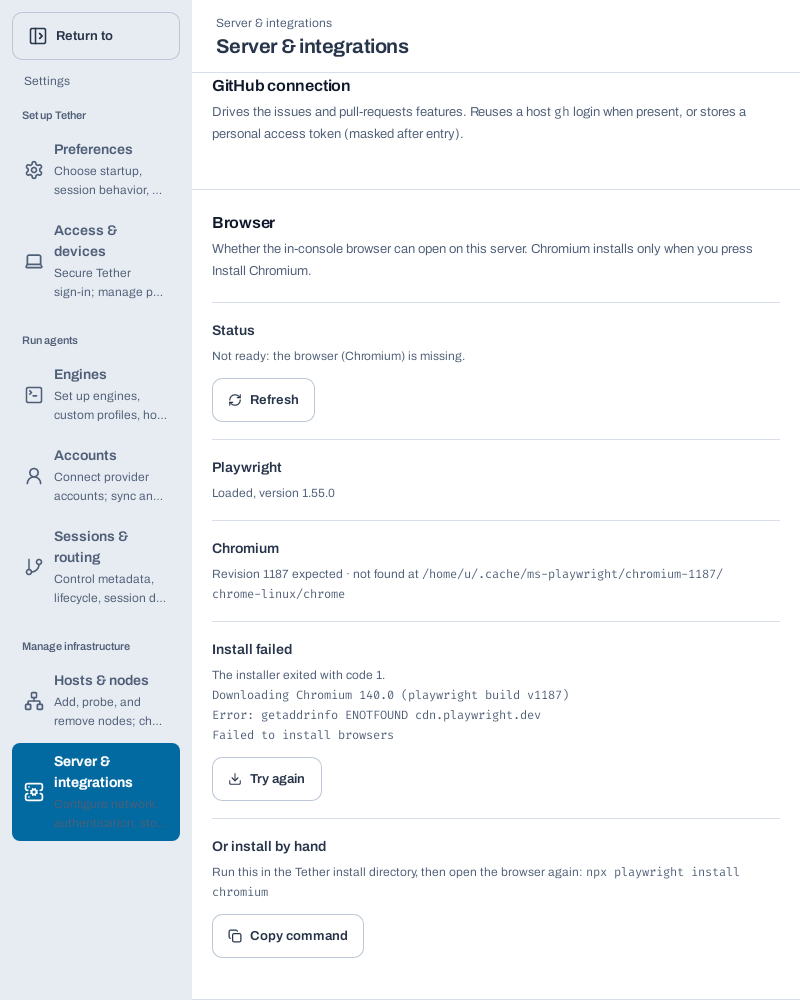 Return to
Settings
Set up Tether
Preferences
Choose startup,
session behavior, ...
Access &
devices
Secure Tether
sign-in; manage p...
Run agents
Engines
Set up engines,
custom profiles, ho...
Accounts
Connect provider
accounts; sync an...
Sessions &
routing
Control metadata,
lifecycle, session d...
Manage infrastructure
Hosts & nodes
Add, probe, and
remove nodes; ch...
Server &
integrations
Configure network,
authentication, sto...
Server & integrations
Server & integrations
GitHub connection
Drives the issues and pull-requests features. Reuses a host gh login when present, or stores a
personal access token (masked after entry).
Browser
Whether the in-console browser can open on this server. Chromium installs only when you press
Install Chromium.
Status
Not ready: the browser (Chromium) is missing.
Refresh
Playwright
Loaded, version 1.55.0
Chromium
Revision 1187 expected · not found at /home/u/.cache/ms-playwright/chromium-1187/
chrome-linux/chrome
Install failed
The installer exited with code 1.
Downloading Chromium 140.0 (playwright build v1187)
Error: getaddrinfo ENOTFOUND cdn.playwright.dev
Failed to install browsers
Try again
Or install by hand
Run this in the Tether install directory, then open the browser again: npx playwright install
chromium
Copy command